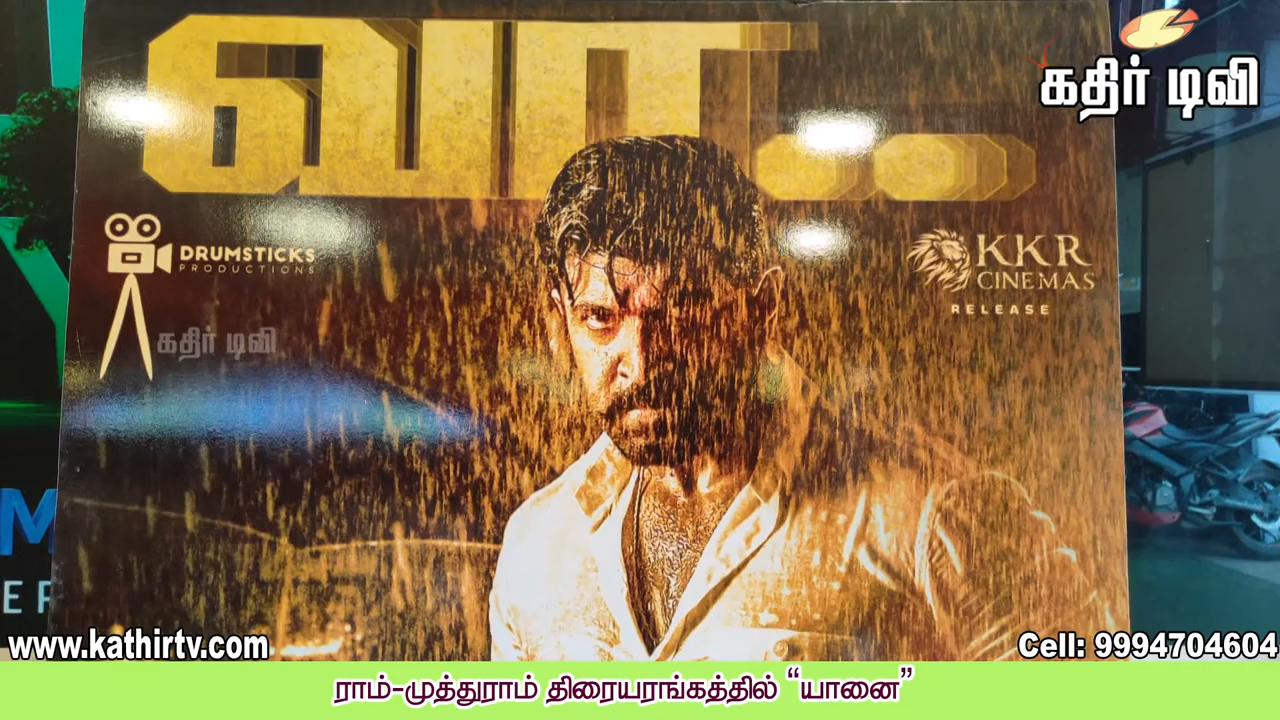 வா..
கதிர் டிவி
DRUMSTICKS
PRODUCTIONS
KKR
CINEMAS
RELEASE
கதிர் டிவி
M
E F
www.kathirtv.com
Cell: 9994704604
ராம்-முத்துராம் திரையரங்கத்தில் “யானை”